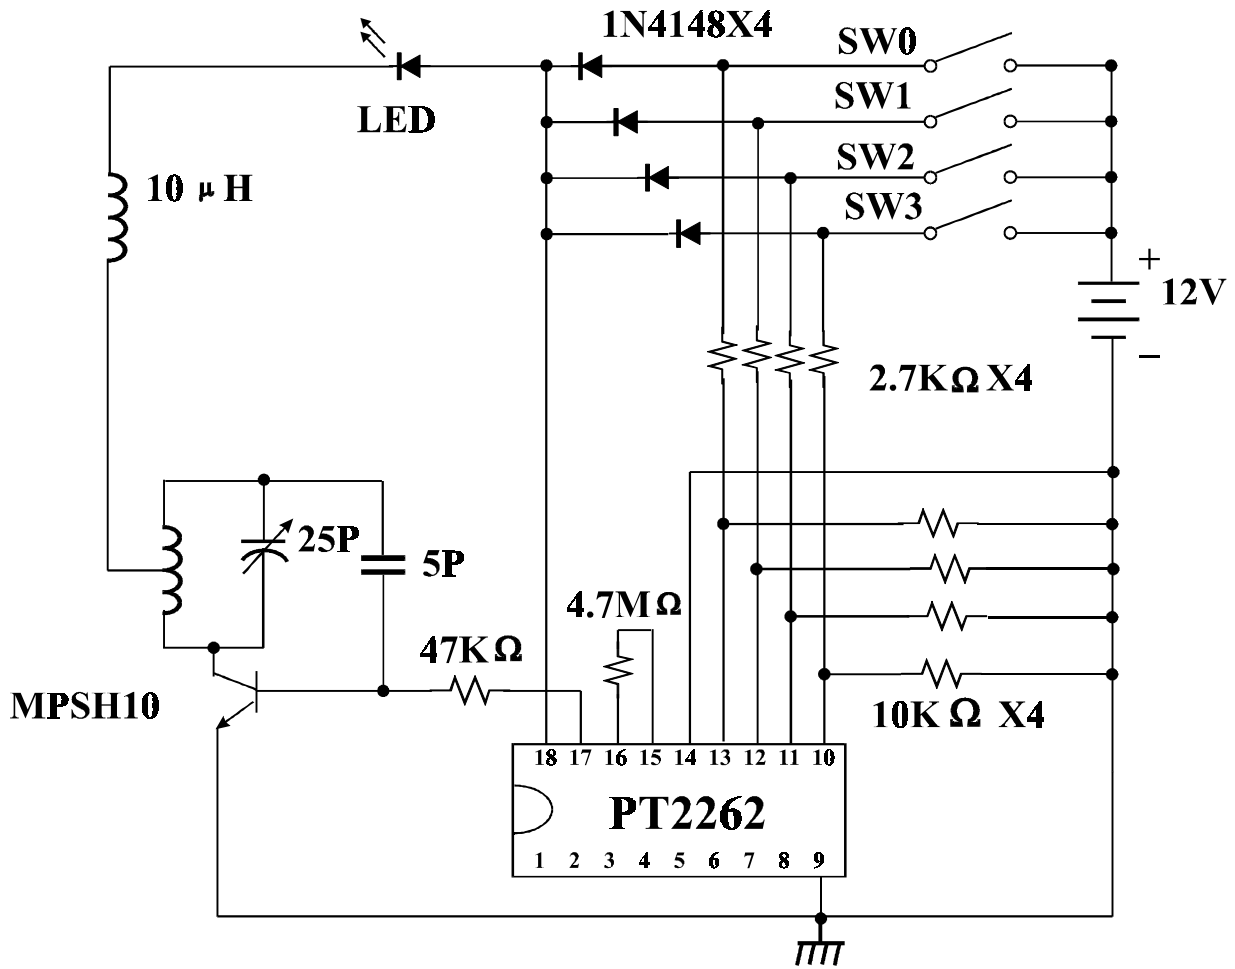 1N4148X4
SW0
SW1
LED
SW2
10 μH
SW3
+
12V
−
2.7KΩ X4
25P
5P
4.7MΩ
47KΩ
MPSH10
10KΩ X4
18 17 16 15 14 13 12 11 10
PT2262
1 2 3 4 5 6 7 8 9